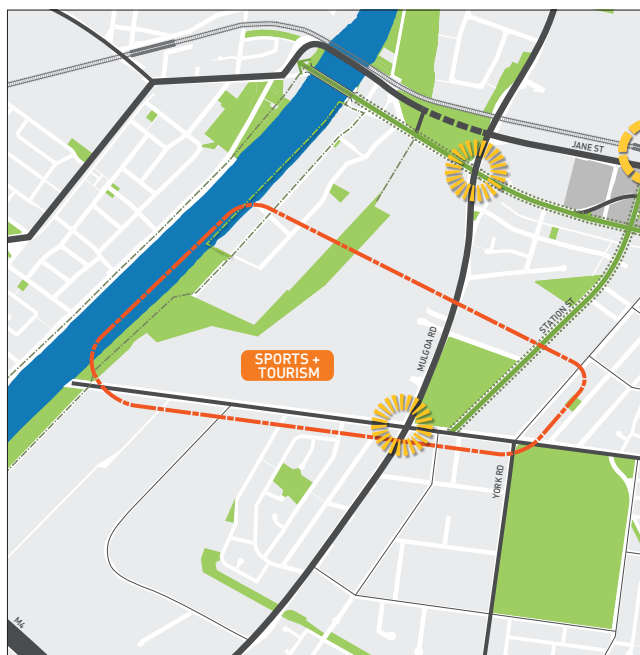 JANE ST
STATION ST
MULGOA RD
SPORTS +
TOURISM
YORK RD
M4